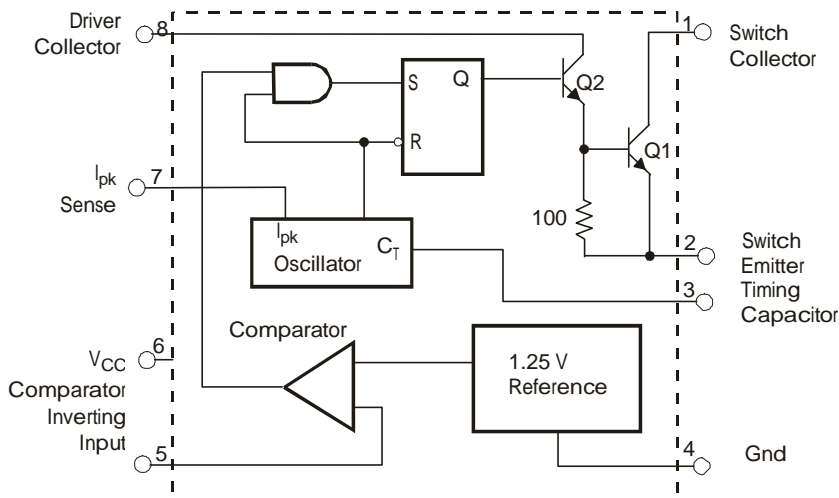 Driver
Collector
8
1
Switch
Collector
S
Q
R
Q2
Q1
7
Ipk
Sense
Ipk
Oscillator
CT
100
2
Switch
Emitter
3
Timing
Capacitor
Comparator
1.25 V
Reference
6
VCC
Comparator
Inverting
Input
5
4
Gnd